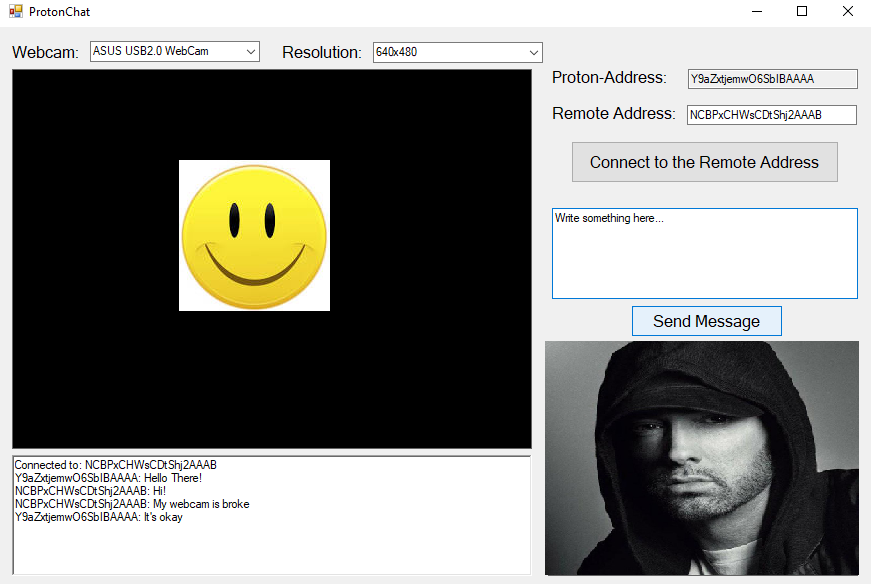 ProtonChat
Webcam: ASUS USB2.0 WebCam Resolution: 640x480
Proton-Address: Y9aZxtjemwO6SbIBAAAA
Remote Address: NCBPxCHWsCDtShj2AAAB
Connect to the Remote Address
Write something here...
Send Message
Connected to: NCBPxCHWsCDtShj2AAAB
Y9aZxtjemwO6SbIBAAAA: Hello There!
NCBPxCHWsCDtShj2AAAB: Hi!
NCBPxCHWsCDtShj2AAAB: My webcam is broke
Y9aZxtjemwO6SbIBAAAA: It's okay